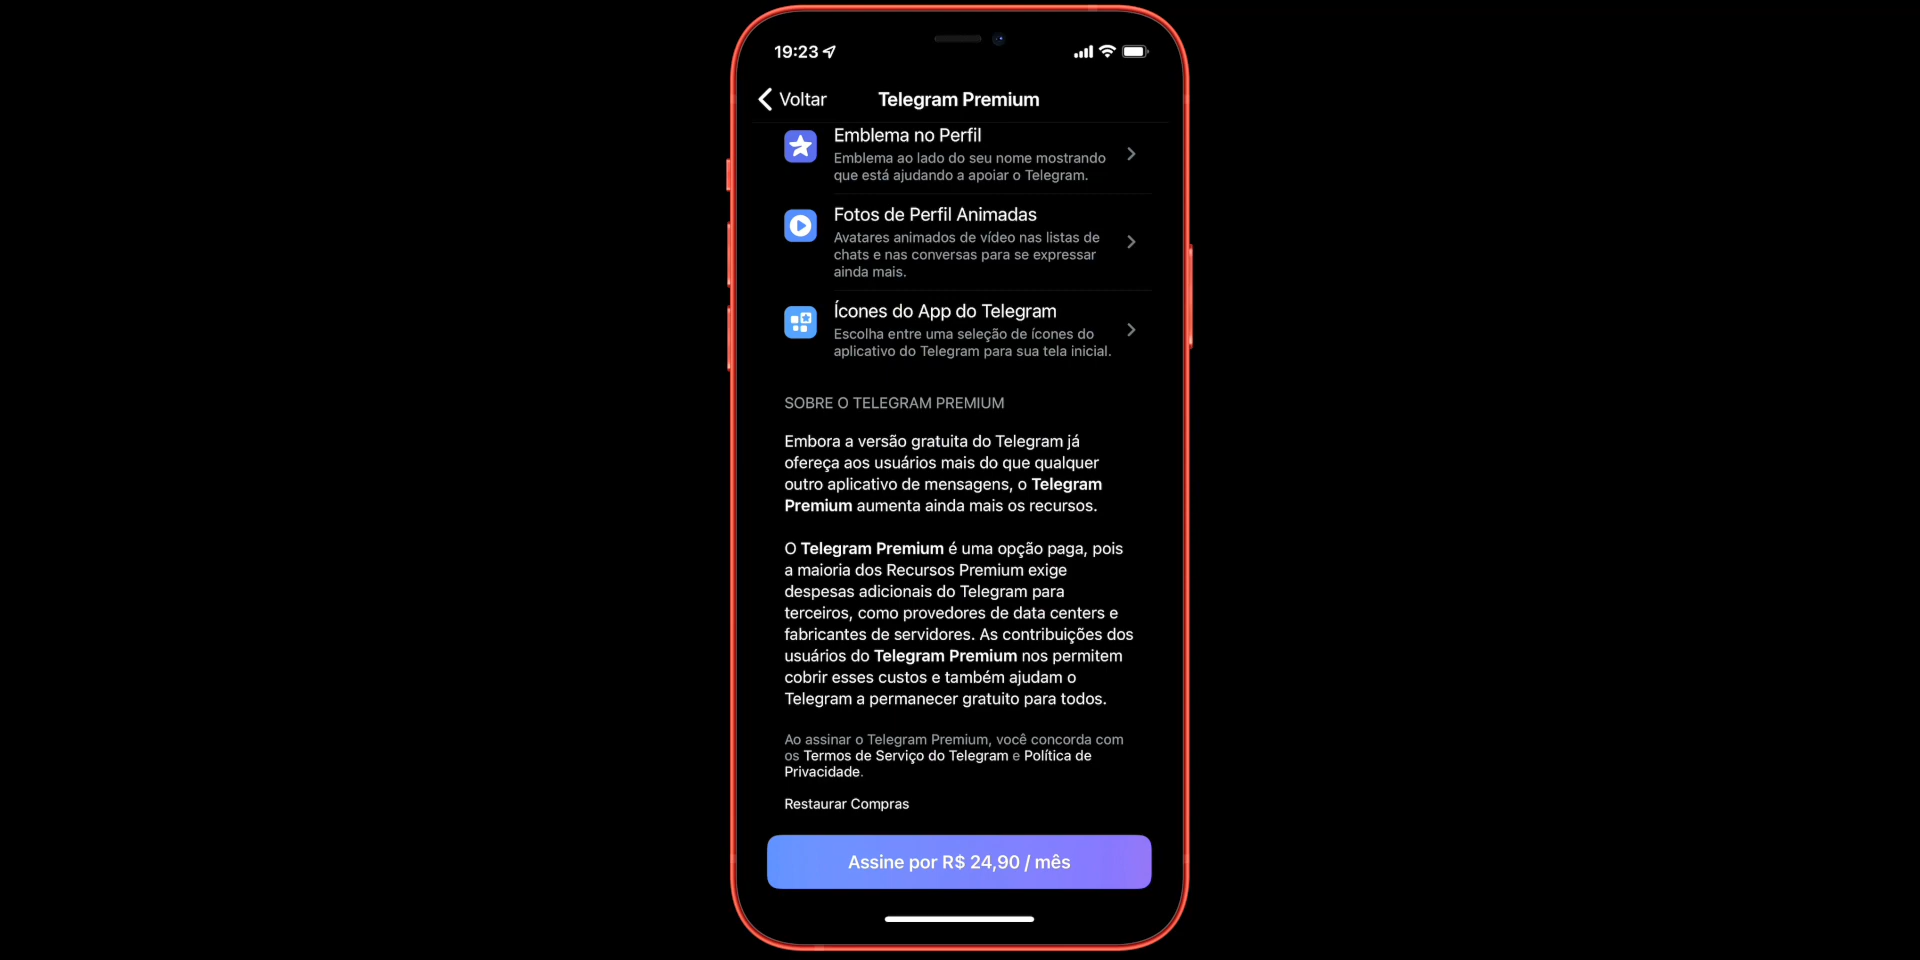 19:23
Voltar
Telegram Premium
Emblema no Perfil
Emblema ao lado do seu nome mostrando
que está ajudando a apoiar o Telegram.
Fotos de Perfil Animadas
Avatares animados de vídeo nas listas de
chats e nas conversas para se expressar
ainda mais.
Ícones do App do Telegram
Escolha entre uma seleção de ícones do
aplicativo do Telegram para sua tela inicial.
SOBRE O TELEGRAM PREMIUM
Embora a versão gratuita do Telegram já
ofereça aos usuários mais do que qualquer
outro aplicativo de mensagens, o Telegram
Premium aumenta ainda mais os recursos.
O Telegram Premium é uma opção paga, pois
a maioria dos Recursos Premium exige
despesas adicionais do Telegram para
terceiros, como provedores de data centers e
fabricantes de servidores. As contribuições dos
usuários do Telegram Premium nos permitem
cobrir esses custos e também ajudam o
Telegram a permanecer gratuito para todos.
Ao assinar o Telegram Premium, você concorda com
os Termos de Serviço do Telegram e Política de
Privacidade.
Restaurar Compras
Assine por R$ 24,90 / mês